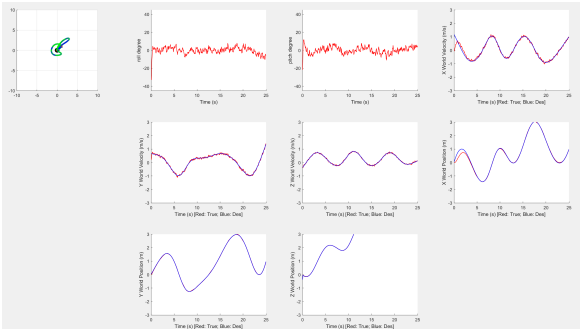 10
5
0
-5
-10
-10 -5 0 5 10
roll degree
40
20
0
-20
-40
0 5 10 15 20 25
Time (s)
pitch degree
40
20
0
-20
-40
0 5 10 15 20 25
Time (s)
X World Velocity (m/s)
3
2
1
0
-1
-2
-3
0 5 10 15 20 25
Time (s) [Red: True; Blue: Des]
Y World Velocity (m/s)
3
2
1
0
-1
-2
-3
0 5 10 15 20 25
Time (s) [Red: True; Blue: Des]
Z World Velocity (m/s)
3
2
1
0
-1
-2
-3
0 5 10 15 20 25
Time (s) [Red: True; Blue: Des]
X World Position (m)
3
2
1
0
-1
-2
-3
0 5 10 15 20 25
Time (s) [Red: True; Blue: Des]
Y World Position (m)
3
2
1
0
-1
-2
-3
0 5 10 15 20 25
Time (s) [Red: True; Blue: Des]
Z World Position (m)
3
2
1
0
-1
-2
-3
0 5 10 15 20 25
Time (s) [Red: True; Blue: Des]